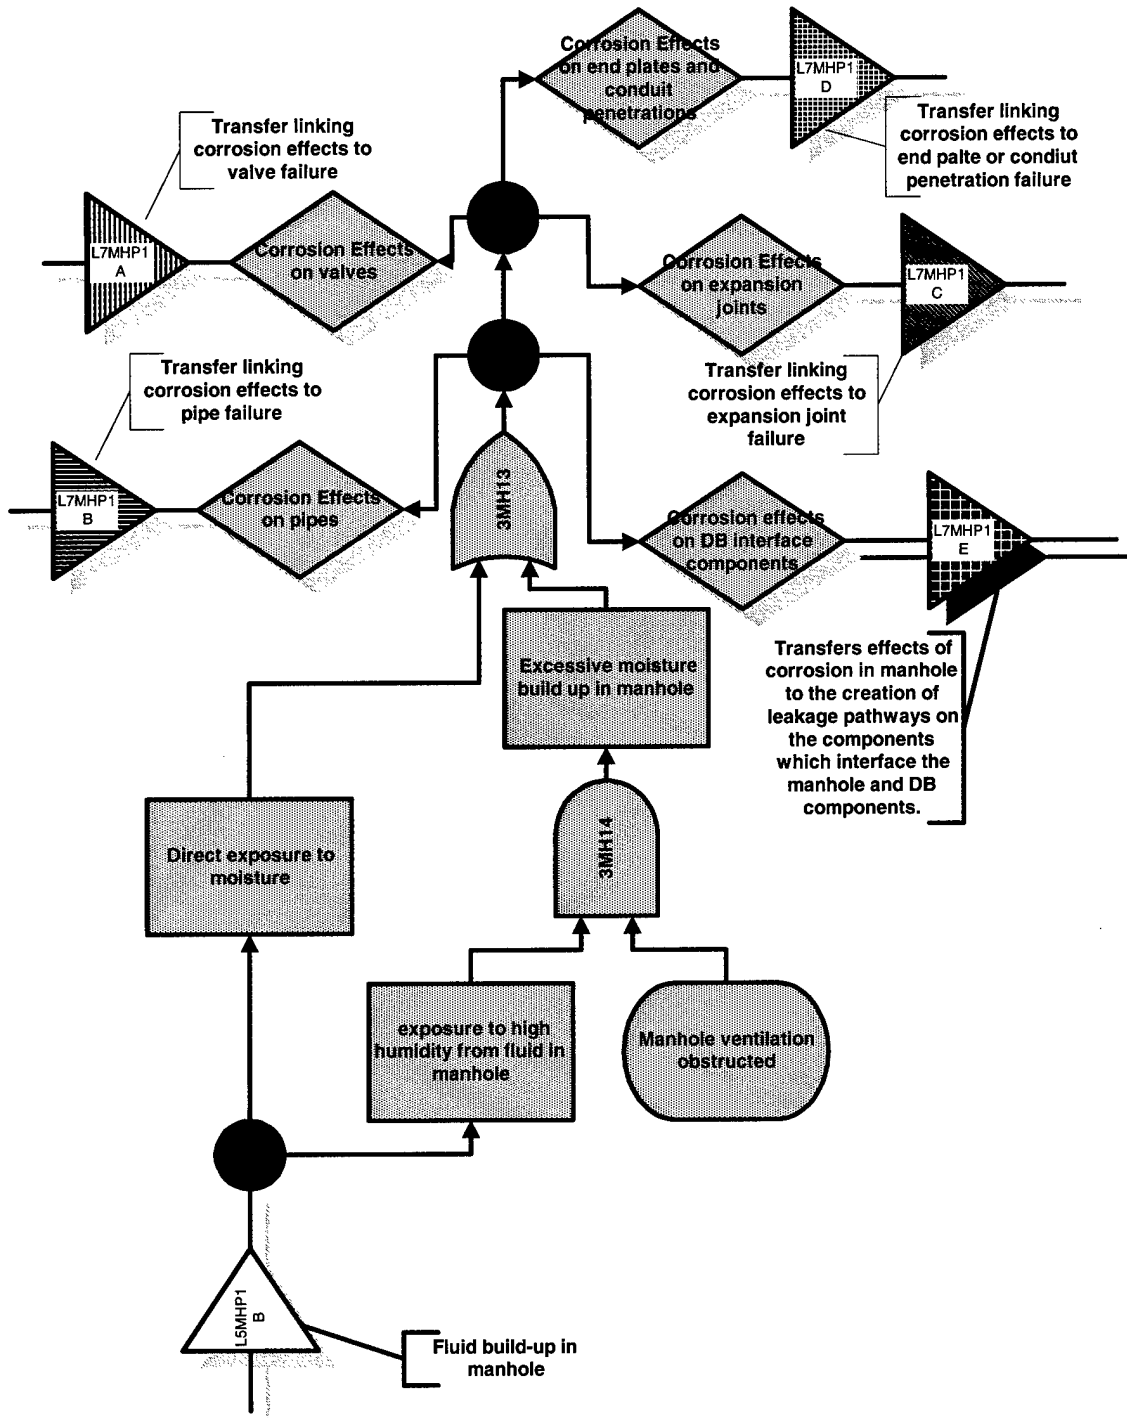 Corrosion Effects
on end plates and
conduit
penetrations
L7MHP1
D
Transfer linking
corrosion effects to
end palte or condiut
penetration failure
Transfer linking
corrosion effects to
valve failure
L7MHP1
A
Corrosion Effects
on valves
Corrosion Effects
on expansion
joints
L7MHP1
C
Transfer linking
corrosion effects to
pipe failure
Transfer linking
corrosion effects to
expansion joint
failure
L7MHP1
B
Corrosion Effects
on pipes
3MH13
Corrosion effects
on DB interface
components
L7MHP1
E
Excessive moisture
build up in manhole
Transfers effects of
corrosion in manhole
to the creation of
leakage pathways on
the components
which interface the
manhole and DB
components.
Direct exposure to
moisture
3MH14
exposure to high
humidity from fluid in
manhole
Manhole ventilation
obstructed
L5MHP1
B
Fluid build-up in
manhole